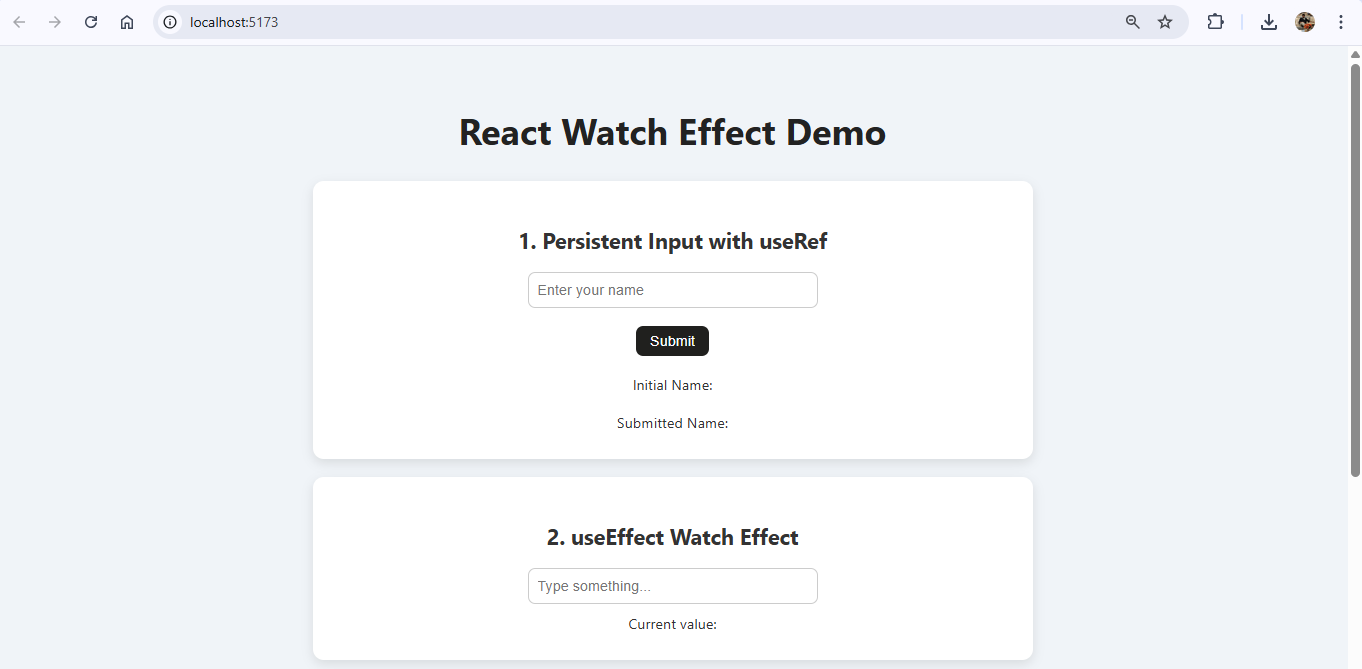 localhost:5173
React Watch Effect Demo
1. Persistent Input with useRef
Enter your name
Submit
Initial Name:
Submitted Name:
2. useEffect Watch Effect
Type something...
Current value: